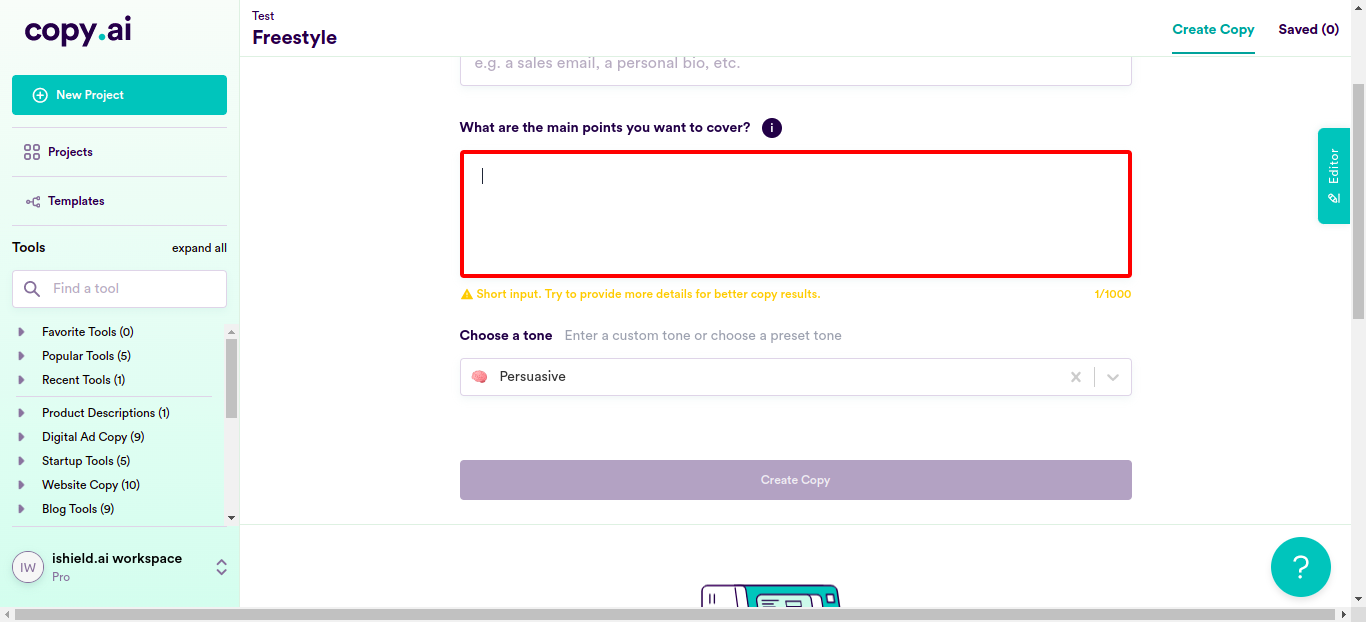 copy.ai
New Project
Projects
Templates
Tools
expand all
Find a tool
Favorite Tools (0)
Popular Tools (5)
Recent Tools (1)
Product Descriptions (1)
Digital Ad Copy (9)
Startup Tools (5)
Website Copy (10)
Blog Tools (9)
IW
ishield.ai workspace
Pro
Test
Freestyle
Create Copy
Saved (0)
e.g. a sales email, a personal bio, etc.
What are the main points you want to cover? i
Short input. Try to provide more details for better copy results.
1/1000
Choose a tone Enter a custom tone or choose a preset tone
Persuasive
Create Copy
Editor
?